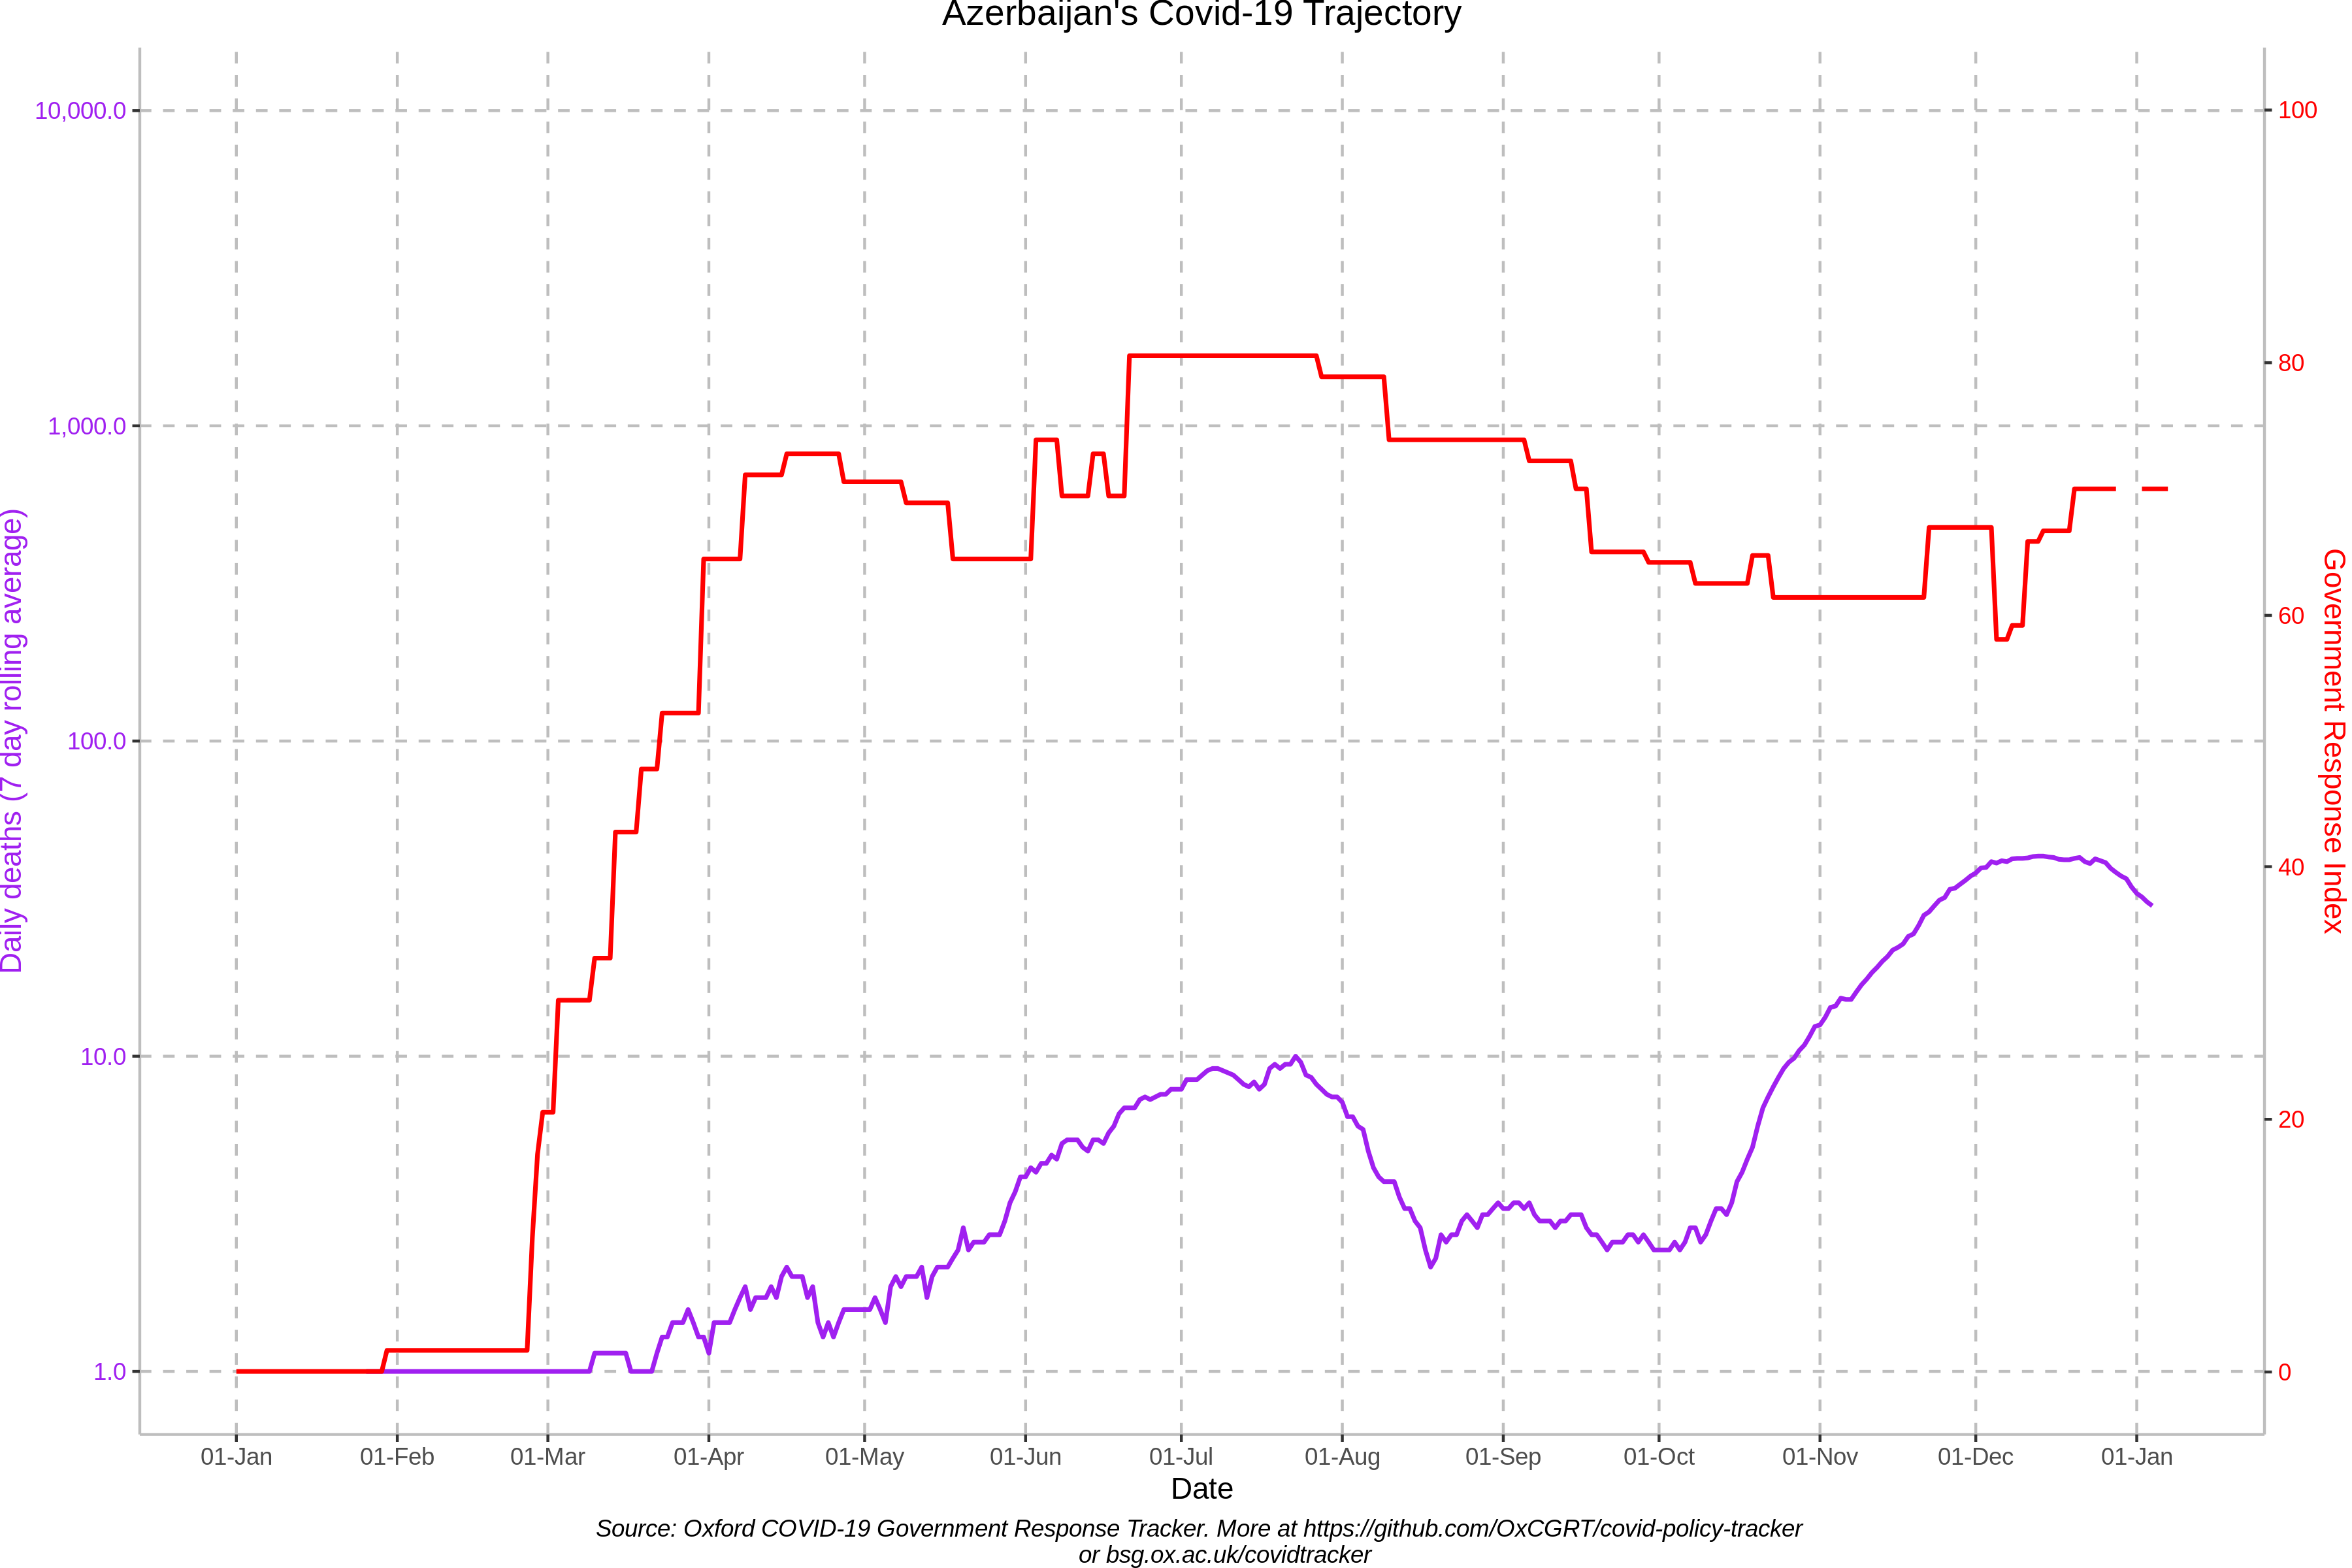 Azerbaijan's Covid-19 Trajectory
10,000.0
1,000.0
100.0
10.0
1.0
Daily deaths (7 day rolling average)
100
80
60
40
20
0
Government Response Index
01-Jan 01-Feb 01-Mar 01-Apr 01-May 01-Jun 01-Jul 01-Aug 01-Sep 01-Oct 01-Nov 01-Dec 01-Jan
Date
Source: Oxford COVID-19 Government Response Tracker. More at https://github.com/OxCGRT/covid-policy-tracker
or bsg.ox.ac.uk/covidtracker